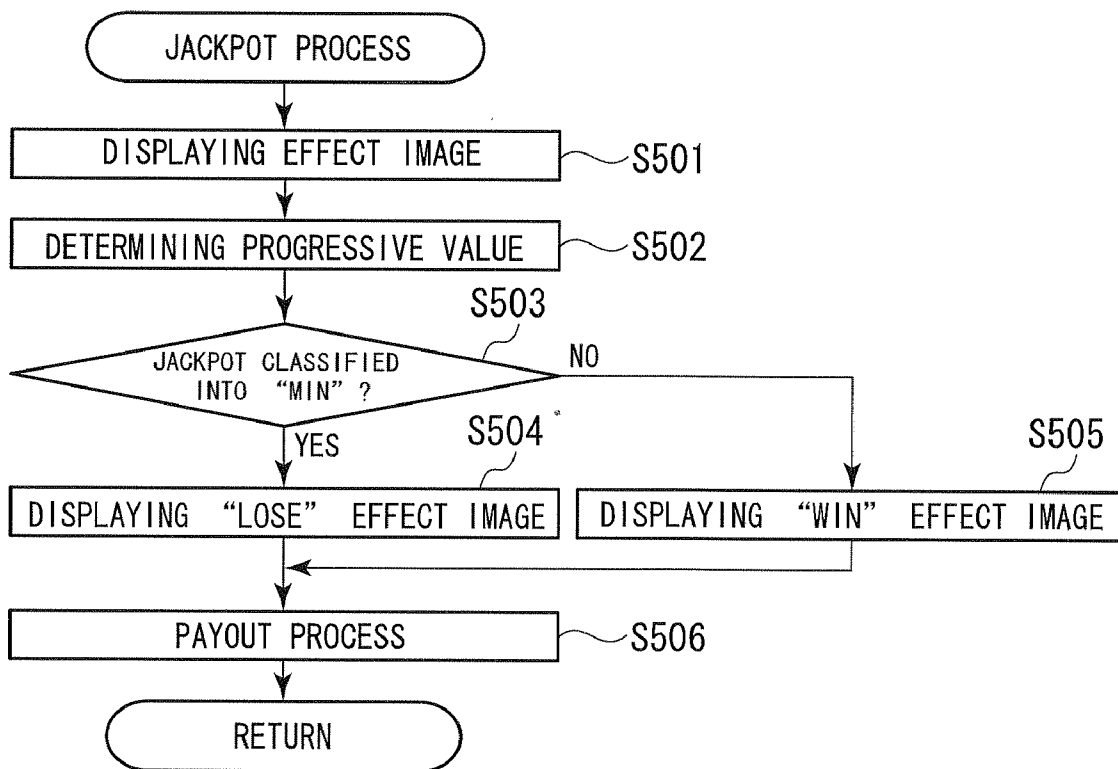 JACKPOT PROCESS
DISPLAYING EFFECT IMAGE
S501
DETERMINING PROGRESSIVE VALUE
S502
S503
JACKPOT CLASSIFIED
INTO “MIN” ?
NO
YES
S504
S505
DISPLAYING “LOSE” EFFECT IMAGE
DISPLAYING “WIN” EFFECT IMAGE
PAYOUT PROCESS
S506
RETURN